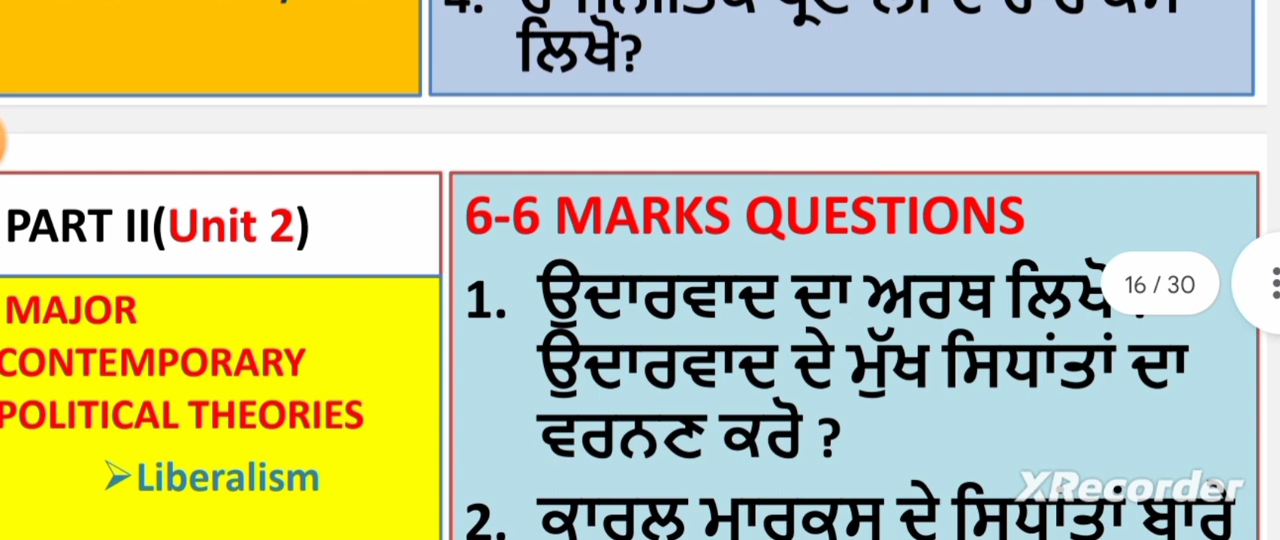 ਲਿਖੋ?
PART II(Unit 2)
MAJOR
CONTEMPORARY
POLITICAL THEORIES
➢Liberalism
6-6 MARKS QUESTIONS
1. ਉਦਾਰਵਾਦ ਦਾ ਅਰਥ ਲਿਖੋ
ਉਦਾਰਵਾਦ ਦੇ ਮੁੱਖ ਸਿਧਾਂਤਾਂ ਦਾ
ਵਰਨਣ ਕਰੋ ?
2. ਕਾਰਲ ਮਾਰਕਸ ਦੇ ਸਿਧਾਂਤਾਂ ਬਾਰੇ
16 / 30
XRecorder